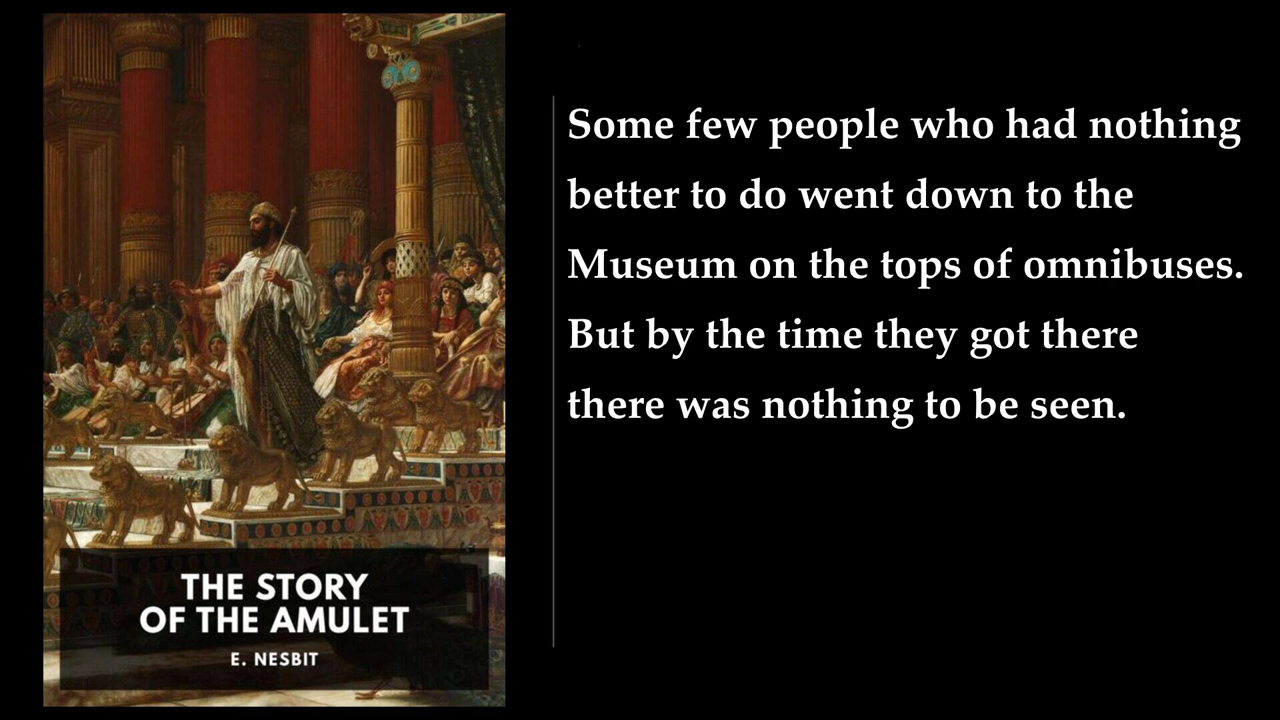 Some few people who had nothing
better to do went down to the
Museum on the tops of omnibuses.
But by the time they got there
there was nothing to be seen.
THE STORY
OF THE AMULET
E. NESBIT